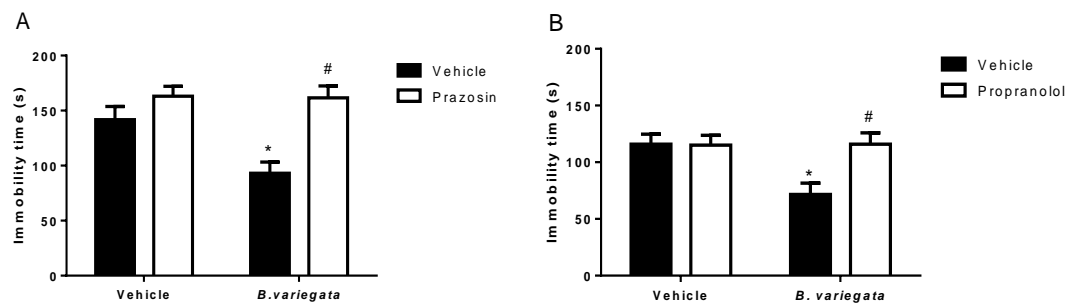 A
Immobility time (s)
200
150
100
50
0
*
#
Vehicle
B.variegata
Vehicle
Prazosin
B
Immobility time (s)
200
150
100
50
0
*
#
Vehicle
B. variegata
Vehicle
Propranolol